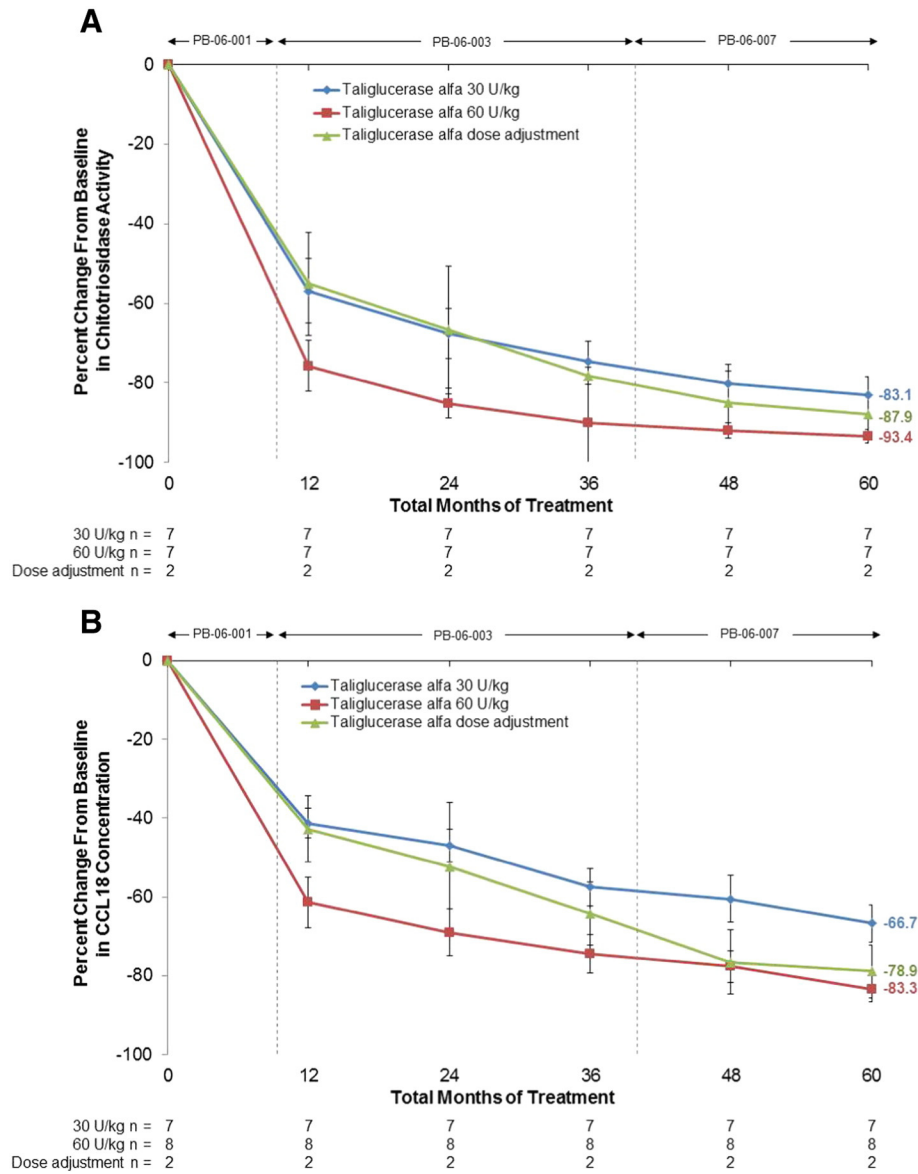 A
PB-06-001 PB-06-003 PB-06-007
0
-20
-40
-60
-80
-100
Percent Change From Baseline
in Chitotriosidase Activity
Taliglucerase alfa 30 U/kg
Taliglucerase alfa 60 U/kg
Taliglucerase alfa dose adjustment
-83.1
-87.9
-93.4
0 12 24 36 48 60
Total Months of Treatment
30 U/kg n = 7 7 7 7 7 7
60 U/kg n = 7 7 7 7 7 7
Dose adjustment n = 2 2 2 2 2 2
B
PB-06-001 PB-06-003 PB-06-007
0
-20
-40
-60
-80
-100
Percent Change From Baseline
in CCL18 Concentration
Taliglucerase alfa 30 U/kg
Taliglucerase alfa 60 U/kg
Taliglucerase alfa dose adjustment
-66.7
-78.9
-83.3
0 12 24 36 48 60
Total Months of Treatment
30 U/kg n = 7 7 7 7 7 7
60 U/kg n = 8 8 8 8 8 8
Dose adjustment n = 2 2 2 2 2 2